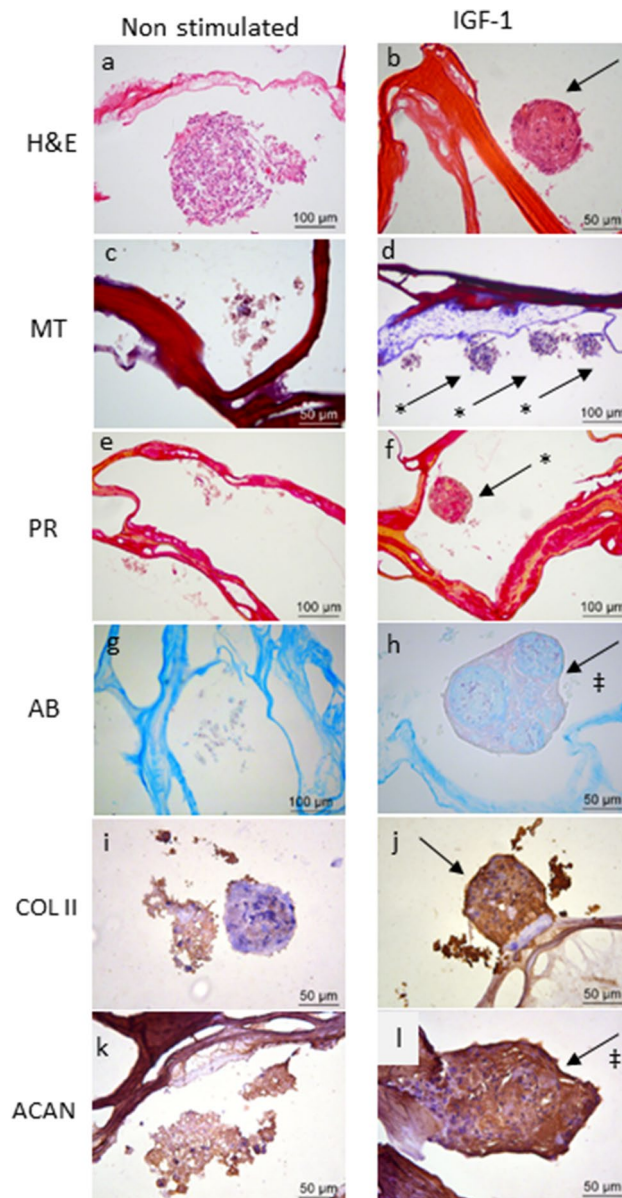 Non stimulated IGF-1
H&E
a
100 µm
b
50 µm
MT
c
50 µm
d
* * *
100 µm
PR
e
100 µm
f
*
100 µm
AB
g
100 µm
h
‡
50 µm
COL II
i
50 µm
j
50 µm
ACAN
k
50 µm
l
‡
50 µm